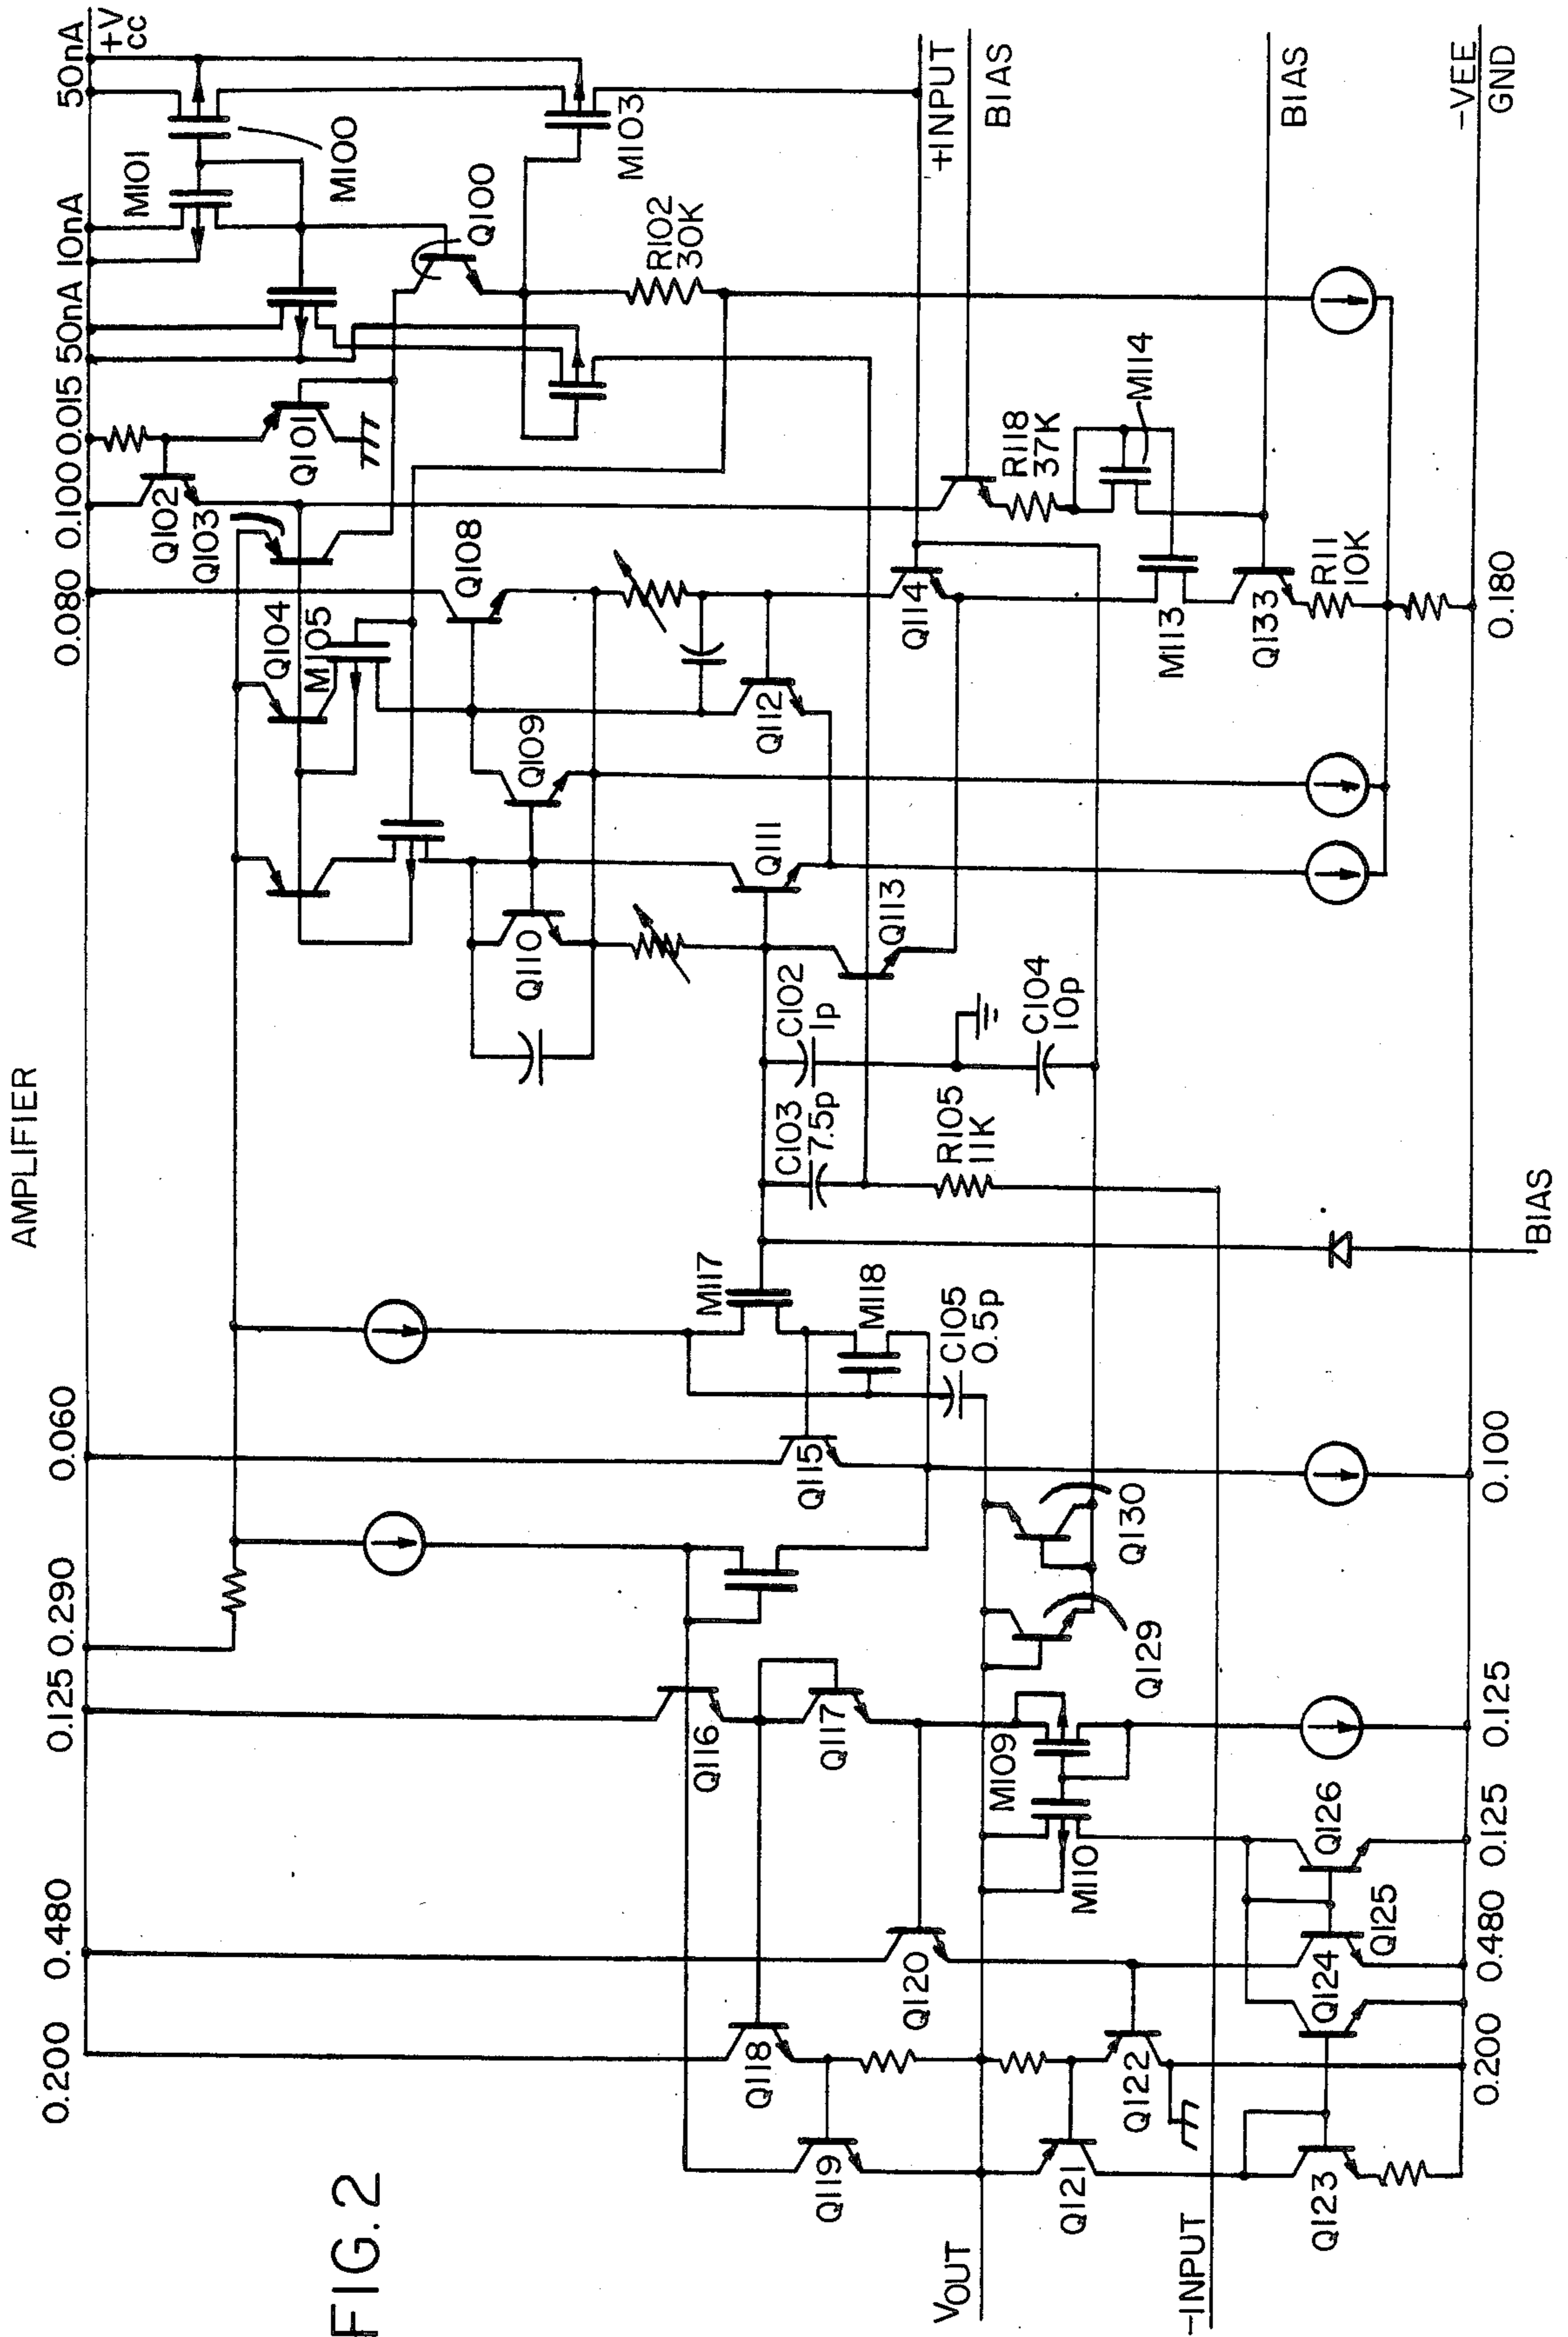 AMPLIFIER
FIG. 2
0.200
0.480
0.125
0.290
0.060
0.080
0.100
0.015
50nA
10nA
50nA
+V
CC
M101
M100
Q102
Q103
Q101
Q100
M103
Q104
M105
Q108
R102
30K
Q109
Q110
Q111
Q112
Q113
Q114
+INPUT
BIAS
R118
37K
M114
M113
Q133
R11
10K
BIAS
C102
1p
C103
7.5p
C104
10p
R105
11K
M117
M118
C105
0.5p
Q115
Q116
Q117
Q118
Q119
Q120
Q130
Q129
M109
M110
VOUT
Q121
Q122
-INPUT
Q123
Q124
Q125
Q126
0.200
0.480
0.125
0.125
0.100
BIAS
0.180
-VEE
GND